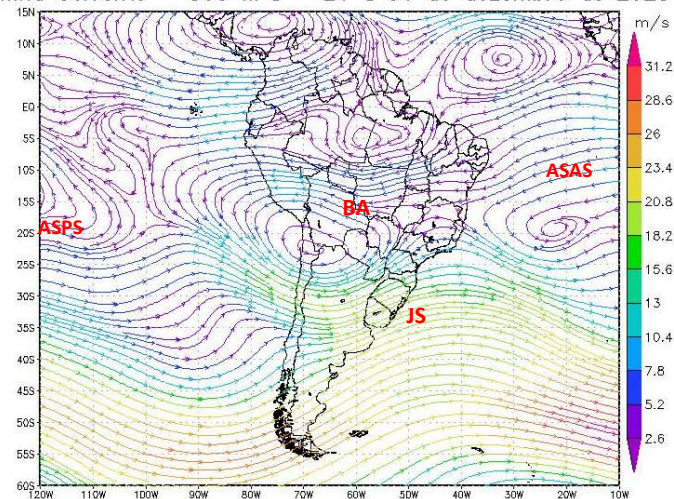 m/s
15N
10N
5N
EQ
5S
10S
15S
20S
25S
30S
35S
40S
45S
50S
55S
60S
120W 110W 100W 90W 80W 70W 60W 50W 40W 30W 20W 10W
31.2
28.6
26
23.4
20.8
18.2
15.6
13
10.4
7.8
5.2
2.6
ASAS
BA
ASPS
JS